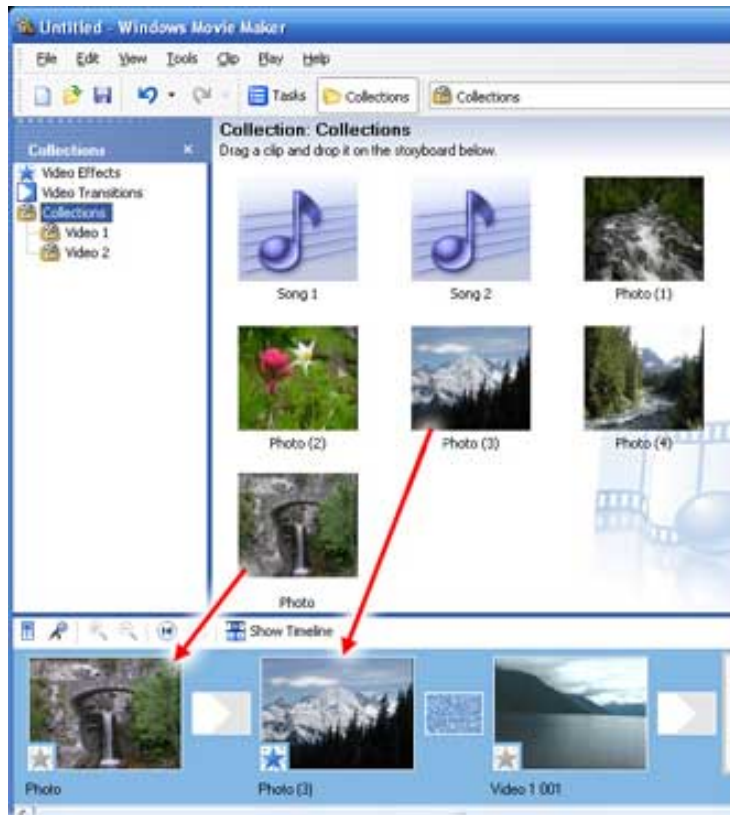 Untitled - Windows Movie Maker
File Edit View Tools Clip Play Help
Tasks Collections Collections
Collections ×
Video Effects
Video Transitions
Collections
Video 1
Video 2
Collection: Collections
Drag a clip and drop it on the storyboard below.
Song 1 Song 2 Photo (1)
Photo (2) Photo (3) Photo (4)
Photo
Show Timeline
Photo Photo (3) Video 1 001